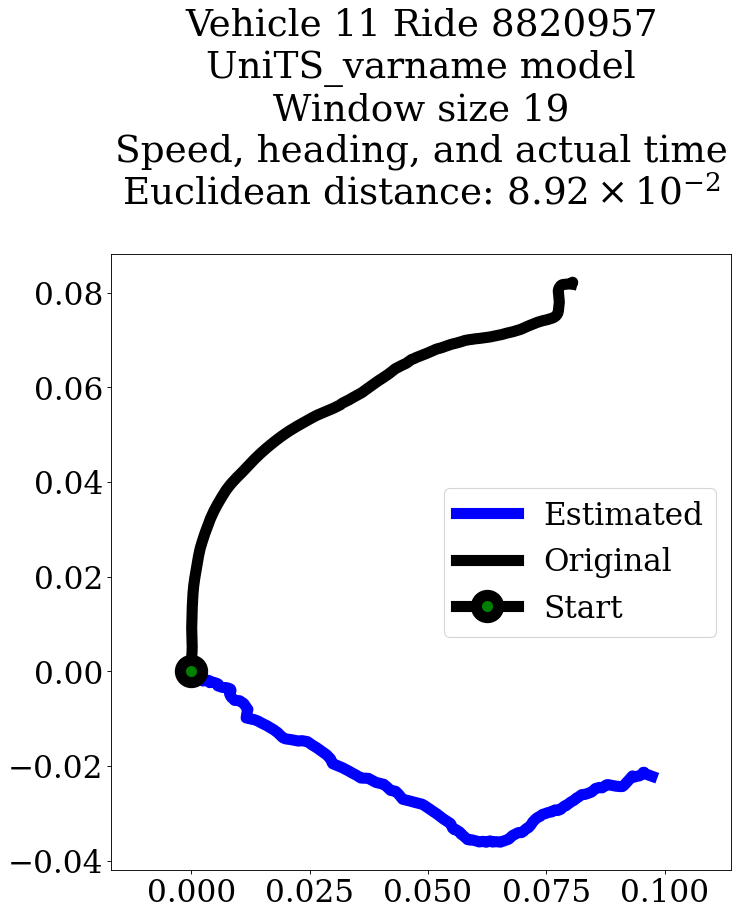 Vehicle 11 Ride 8820957
UniTS_varname model
Window size 19
Speed, heading, and actual time
Euclidean distance: 8.92 × 10⁻²
0.08
0.06
0.04
0.02
0.00
−0.02
−0.04
Estimated
Original
Start
0.000 0.025 0.050 0.075 0.100